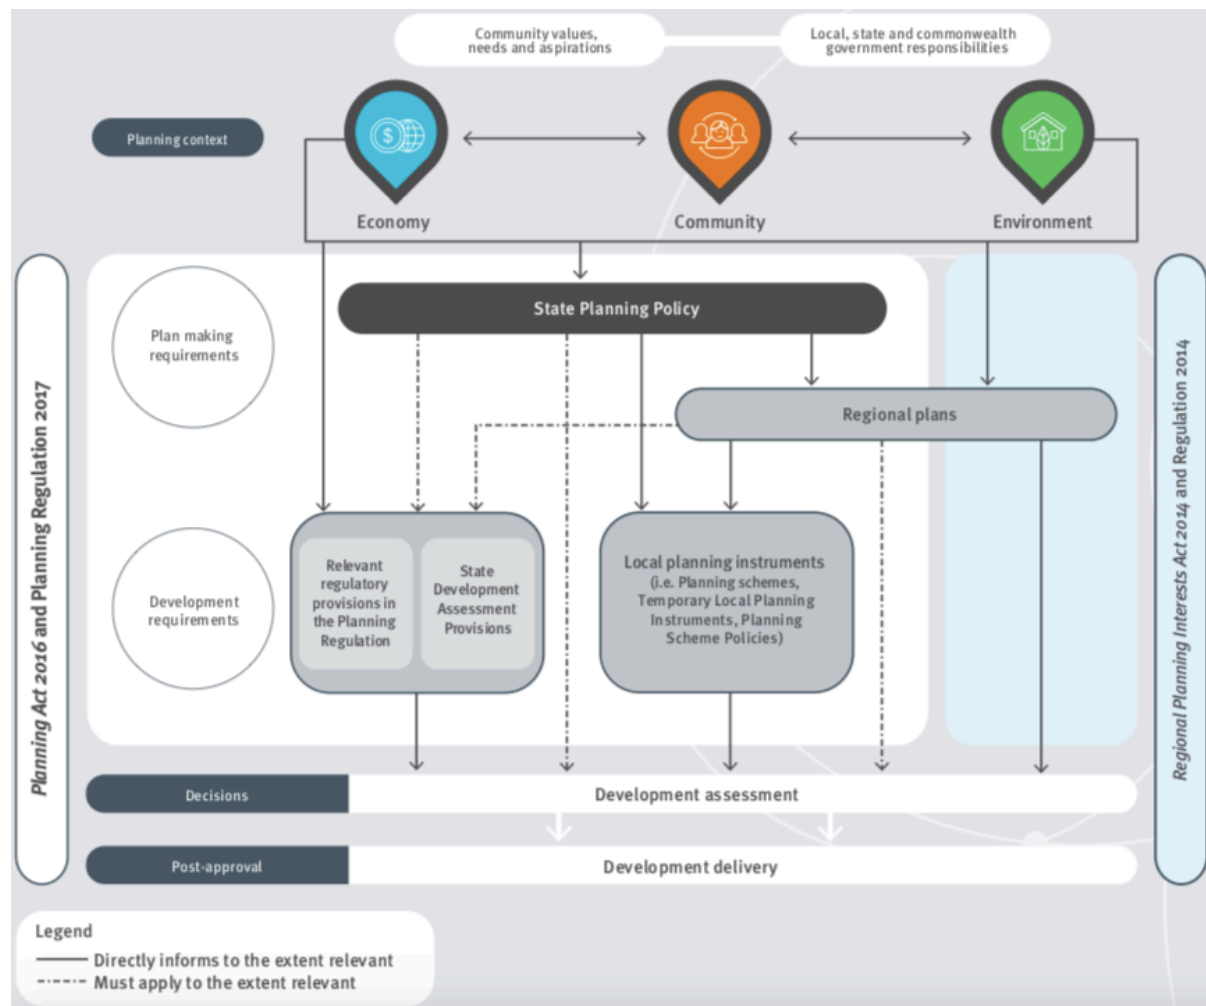 Community values,
needs and aspirations
Local, state and commonwealth
government responsibilities
Planning context
$
Economy
Community
Environment
Planning Act 2016 and Planning Regulation 2017
Regional Planning Interests Act 2014 and Regulation 2014
Plan making
requirements
State Planning Policy
Regional plans
Development
requirements
Relevant
regulatory
provisions in
the Planning
Regulation
State
Development
Assessment
Provisions
Local planning instruments
(i.e. Planning schemes,
Temporary Local Planning
Instruments, Planning
Scheme Policies)
Decisions
Development assessment
Post-approval
Development delivery
Legend
Directly informs to the extent relevant
Must apply to the extent relevant